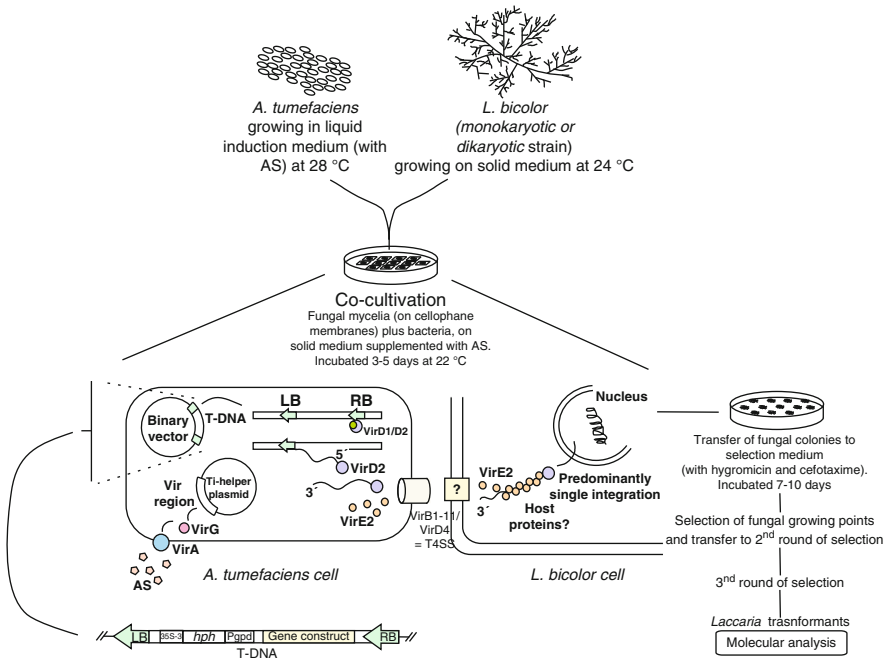 A. tumefaciens
growing in liquid
induction medium (with
AS) at 28 °C
L. bicolor
(monokaryotic or
dikaryotic strain)
growing on solid medium at 24 °C
Co-cultivation
Fungal mycelia (on cellophane
membranes) plus bacteria, on
solid medium supplemented with AS.
Incubated 3-5 days at 22 °C
Binary
vector
T-DNA
LB
RB
VirD1/D2
5´
VirD2
3´
VirE2
Vir
region
Ti-helper
plasmid
VirG
VirA
AS
A. tumefaciens cell
VirB1-11/
VirD4
= T4SS
?
VirE2
3´
Host
proteins?
Nucleus
Predominantly
single integration
L. bicolor cell
Transfer of fungal colonies to
selection medium
(with hygromicin and cefotaxime).
Incubated 7-10 days
Selection of fungal growing points
and transfer to 2nd round of selection
3nd round of selection
Laccaria trasnformants
Molecular analysis
LB
35S-3
hph
Pgpd
Gene construct
RB
T-DNA